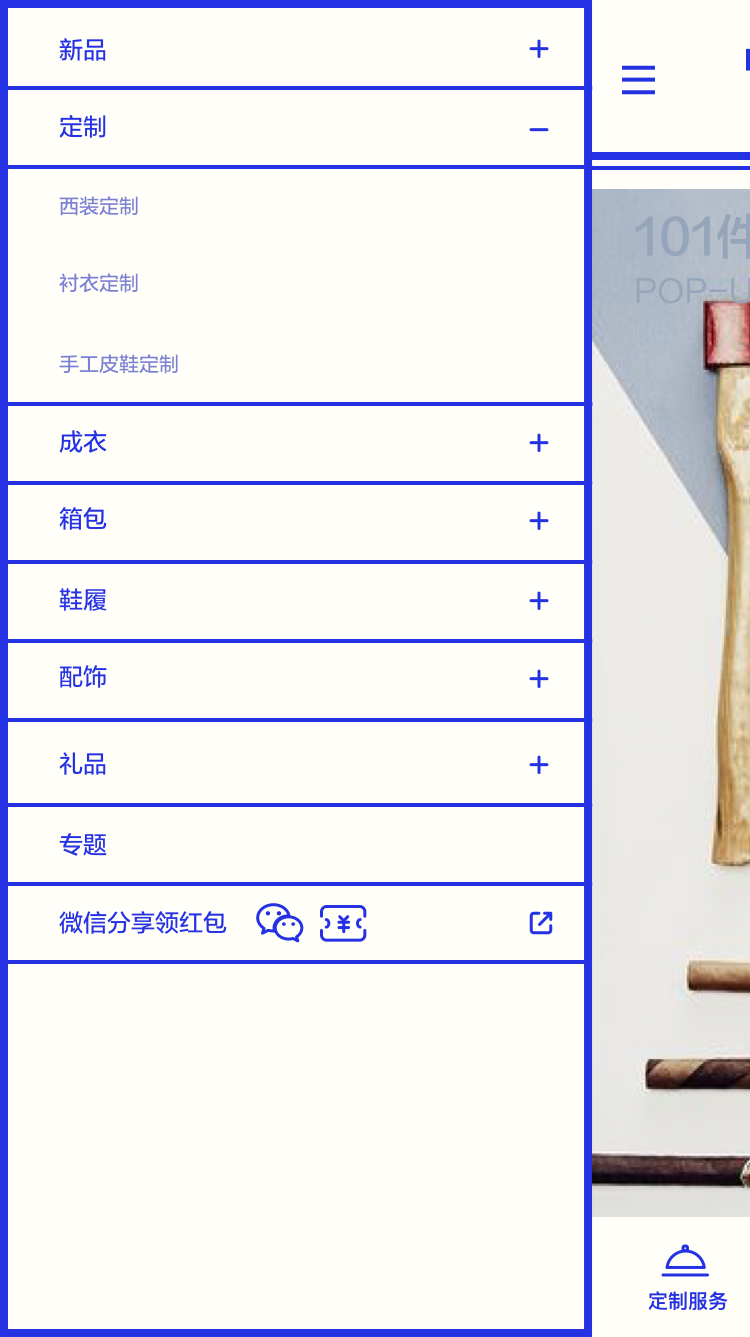 新品
定制
西装定制
衬衣定制
手工皮鞋定制
成衣
箱包
鞋履
配饰
礼品
专题
微信分享领红包 ¥
101件
POP-U
定制服务